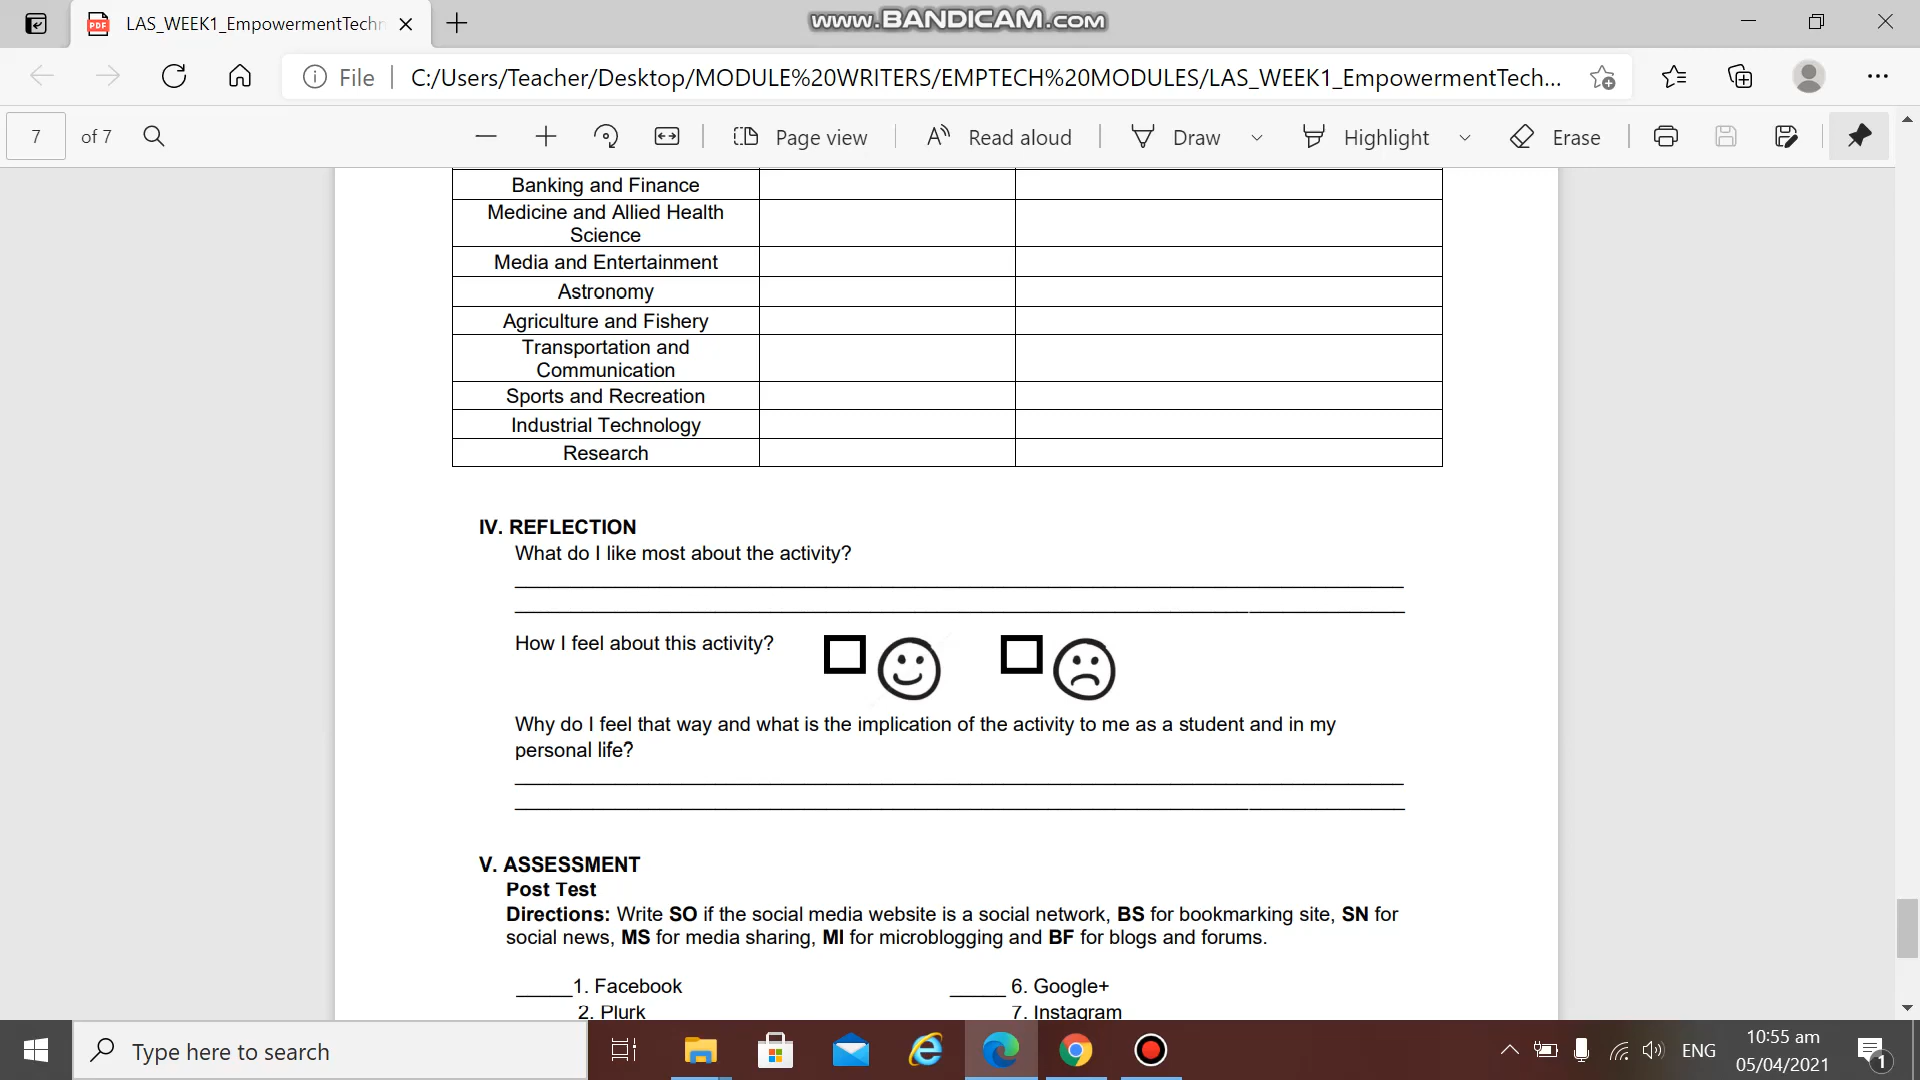 LAS_WEEK1_EmpowermentTechn
www.BANDICAM.com
File
C:/Users/Teacher/Desktop/MODULE%20WRITERS/EMPTECH%20MODULES/LAS_WEEK1_EmpowermentTech...
7 of 7
Page view
Read aloud
Draw
Highlight
Erase
Banking and Finance
Medicine and Allied Health
Science
Media and Entertainment
Astronomy
Agriculture and Fishery
Transportation and
Communication
Sports and Recreation
Industrial Technology
Research
IV. REFLECTION
What do I like most about the activity?
How I feel about this activity?
Why do I feel that way and what is the implication of the activity to me as a student and in my
personal life?
V. ASSESSMENT
Post Test
Directions: Write SO if the social media website is a social network, BS for bookmarking site, SN for
social news, MS for media sharing, MI for microblogging and BF for blogs and forums.
_____1. Facebook
_____ 6. Google+
2. Plurk
7. Instagram
Type here to search
ENG
10:55 am
05/04/2021
1